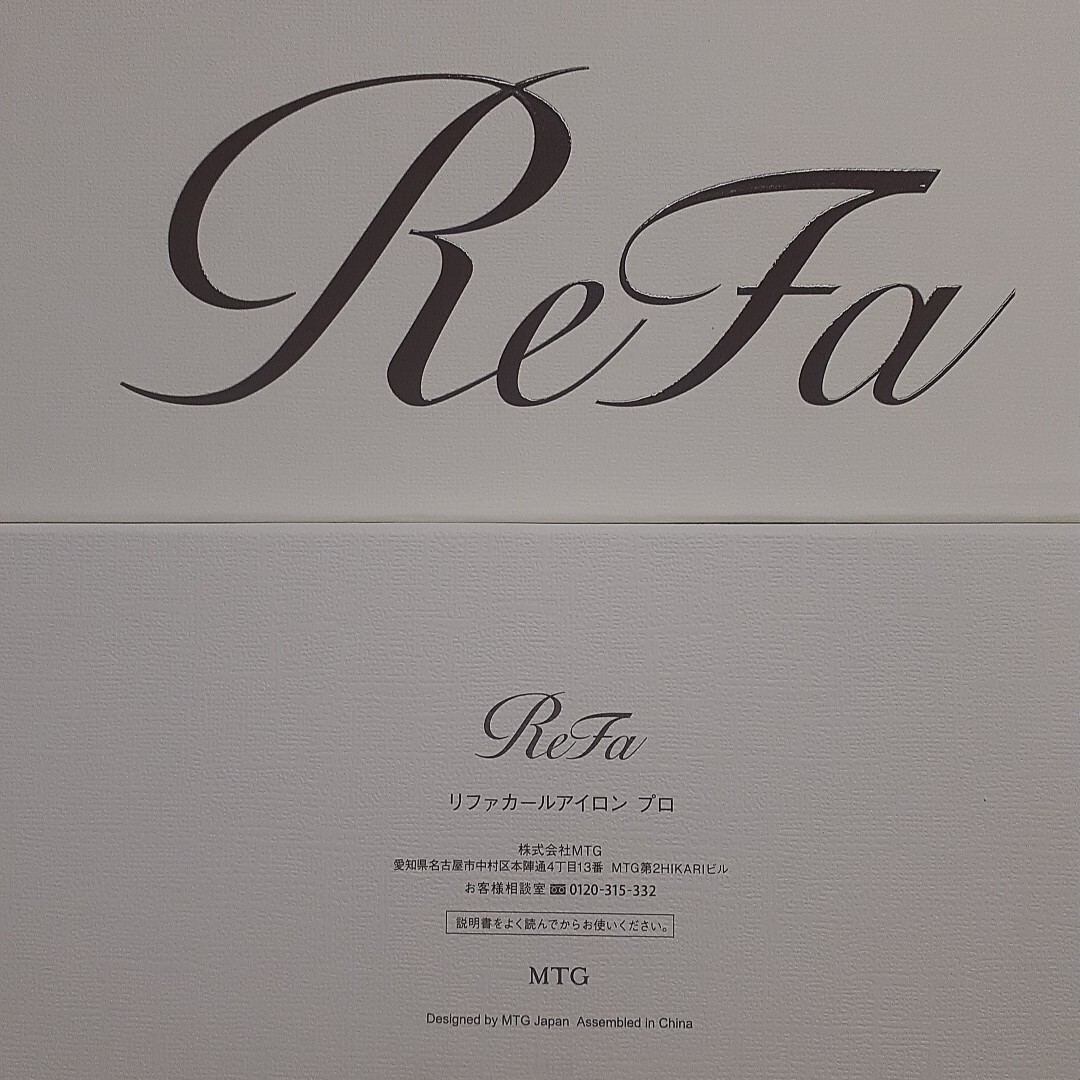 ReFa
ReFa
リファカールアイロン プロ
株式会社MTG
愛知県名古屋市中村区本陣通4丁目13番 MTG第2HIKARIビル
お客様相談室 0120-315-332
説明書をよく読んでからお使いください。
MTG
Designed by MTG Japan Assembled in China